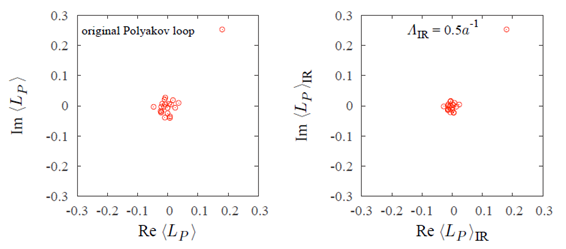 0.3
0.2
0.1
0
-0.1
-0.2
-0.3
Im ⟨L_P⟩
original Polyakov loop
-0.3 -0.2 -0.1 0 0.1 0.2 0.3
Re ⟨L_P⟩
0.3
0.2
0.1
0
-0.1
-0.2
-0.3
Im ⟨L_P⟩_IR
Λ_IR = 0.5a^-1
-0.3 -0.2 -0.1 0 0.1 0.2 0.3
Re ⟨L_P⟩_IR